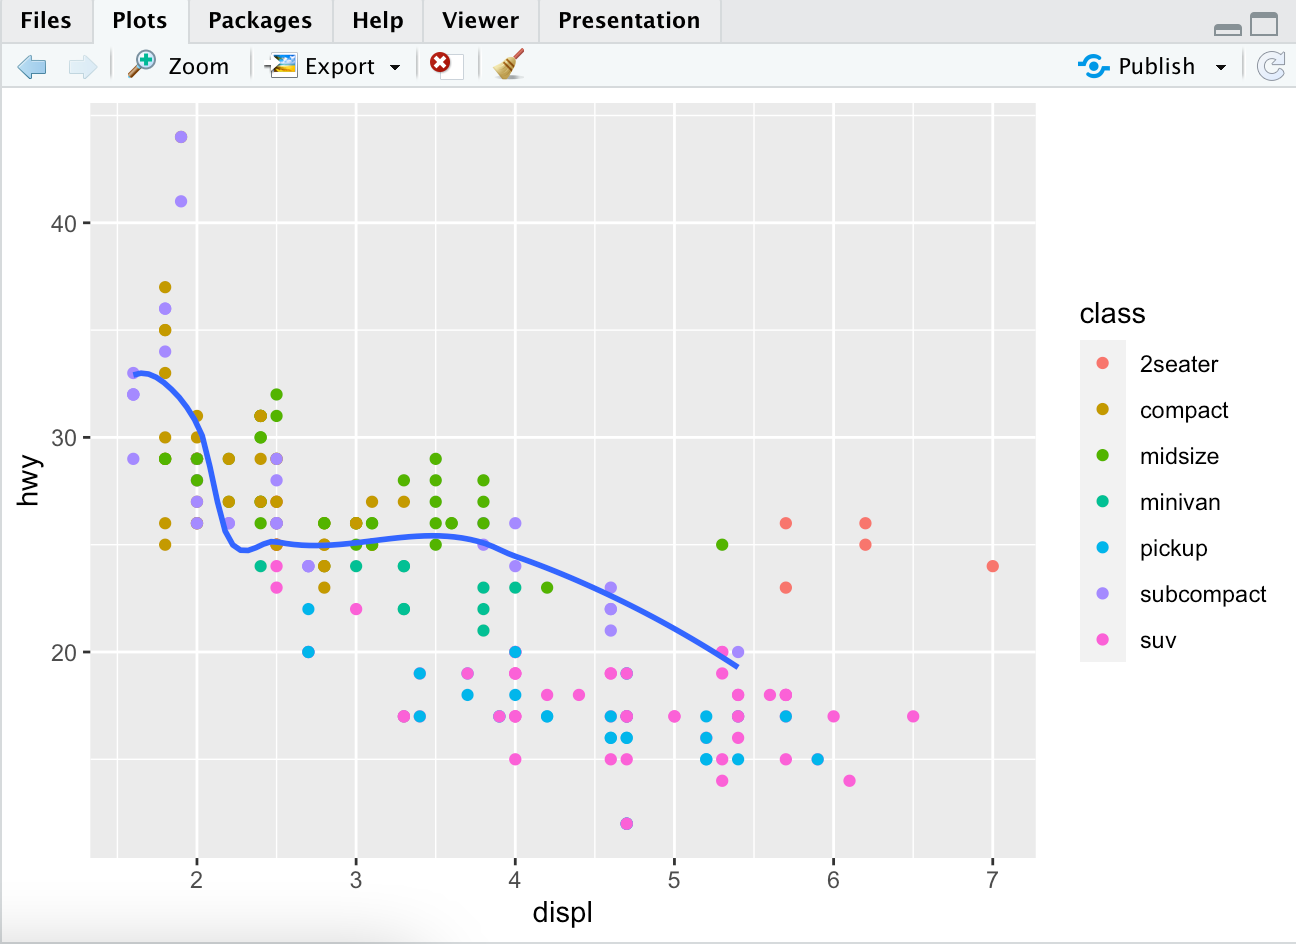 Files Plots Packages Help Viewer Presentation
Zoom Export Publish
40
30
20
hwy
2 3 4 5 6 7
displ
class
2seater
compact
midsize
minivan
pickup
subcompact
suv